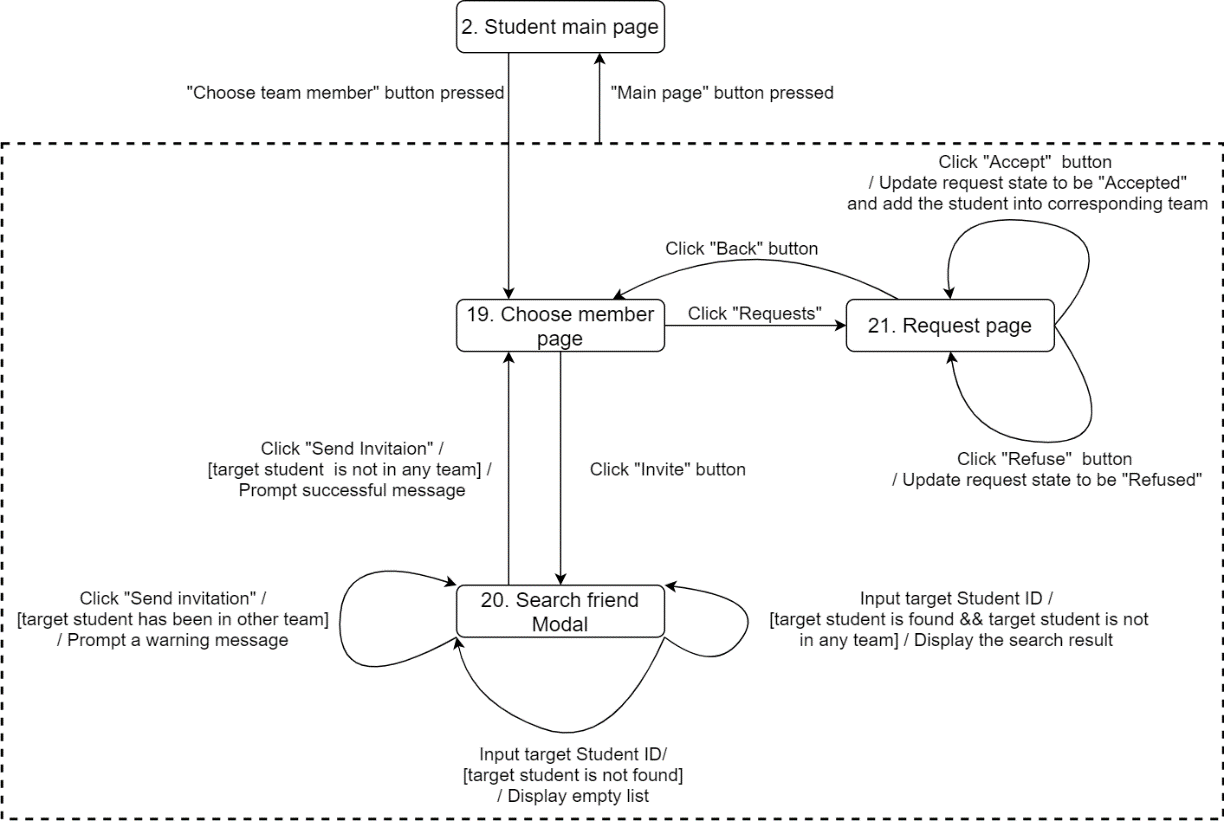 2. Student main page
"Choose team member" button pressed
"Main page" button pressed
Click "Accept" button
/ Update request state to be "Accepted"
and add the student into corresponding team
Click "Back" button
19. Choose member
page
Click "Requests"
21. Request page
Click "Send Invitaion" /
[target student is not in any team] /
Prompt successful message
Click "Invite" button
Click "Refuse" button
/ Update request state to be "Refused"
Click "Send invitation" /
[target student has been in other team]
/ Prompt a warning message
20. Search friend
Modal
Input target Student ID /
[target student is found && target student is not
in any team] / Display the search result
Input target Student ID/
[target student is not found]
/ Display empty list